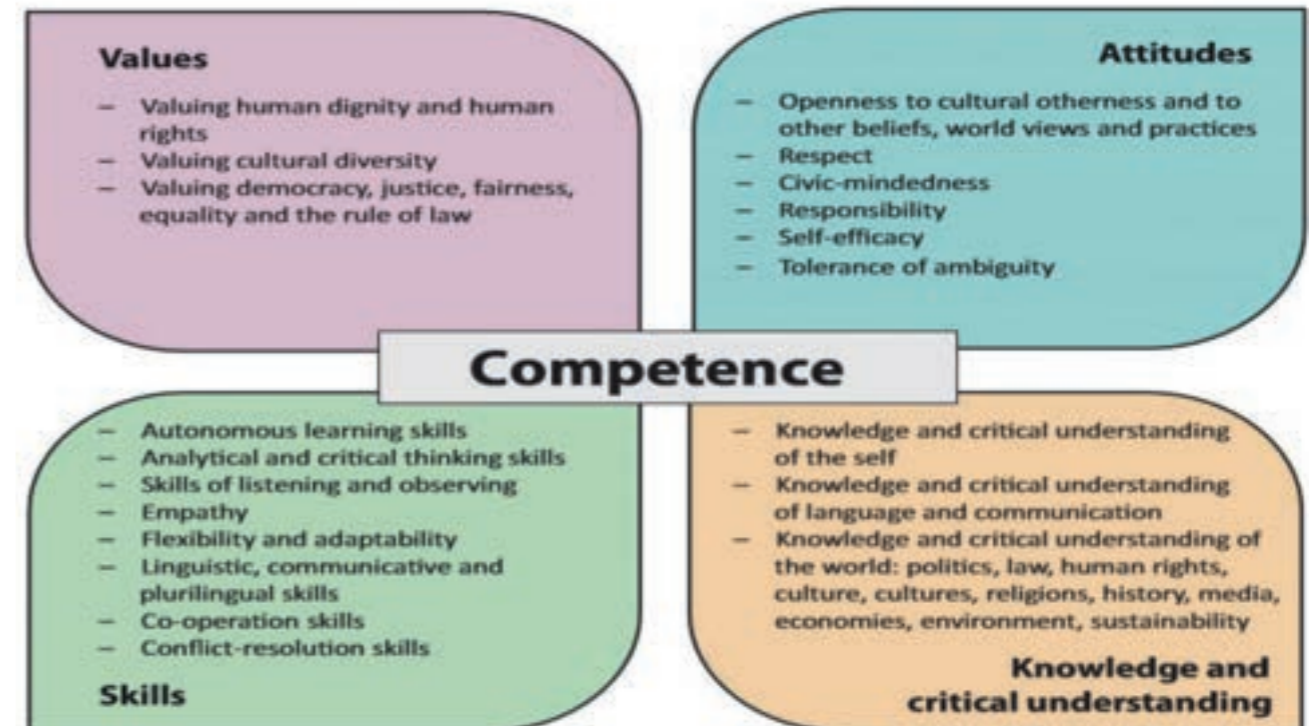 Values
– Valuing human dignity and human
rights
– Valuing cultural diversity
– Valuing democracy, justice, fairness,
equality and the rule of law
Attitudes
– Openness to cultural otherness and to
other beliefs, world views and practices
– Respect
– Civic-mindedness
– Responsibility
– Self-efficacy
– Tolerance of ambiguity
Competence
– Autonomous learning skills
– Analytical and critical thinking skills
– Skills of listening and observing
– Empathy
– Flexibility and adaptability
– Linguistic, communicative and
plurilingual skills
– Co-operation skills
– Conflict-resolution skills
Skills
– Knowledge and critical understanding
of the self
– Knowledge and critical understanding
of language and communication
– Knowledge and critical understanding of
the world: politics, law, human rights,
culture, cultures, religions, history, media,
economies, environment, sustainability
Knowledge and
critical understanding